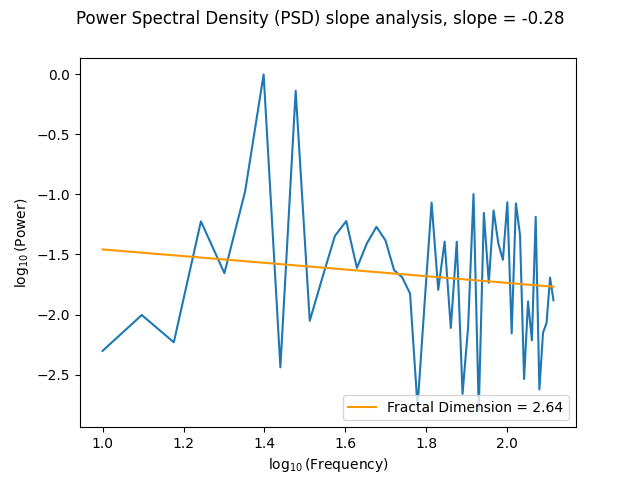 Power Spectral Density (PSD) slope analysis, slope = -0.28
0.0
−0.5
−1.0
−1.5
−2.0
−2.5
log10 (Power)
Fractal Dimension = 2.64
1.0 1.2 1.4 1.6 1.8 2.0
log10 (Frequency)